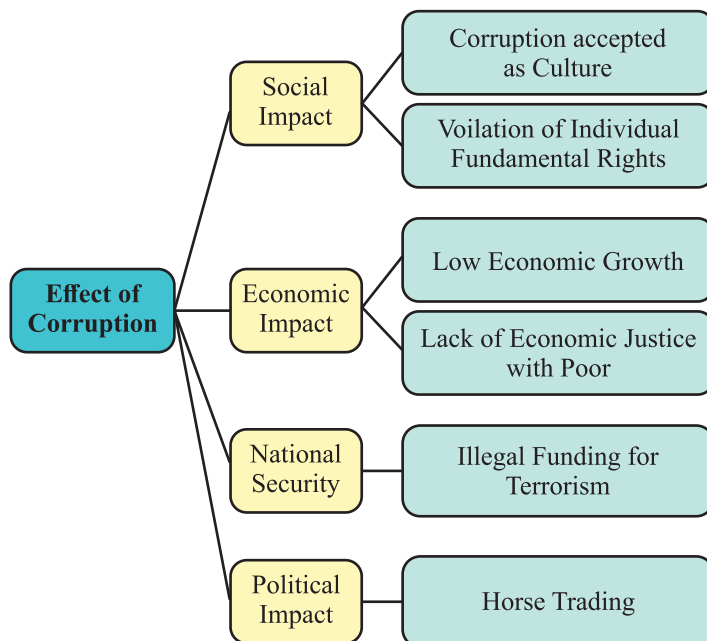 Effect of
Corruption
Social
Impact
Corruption accepted
as Culture
Voilation of Individual
Fundamental Rights
Economic
Impact
Low Economic Growth
Lack of Economic Justice
with Poor
National
Security
Illegal Funding for
Terrorism
Political
Impact
Horse Trading